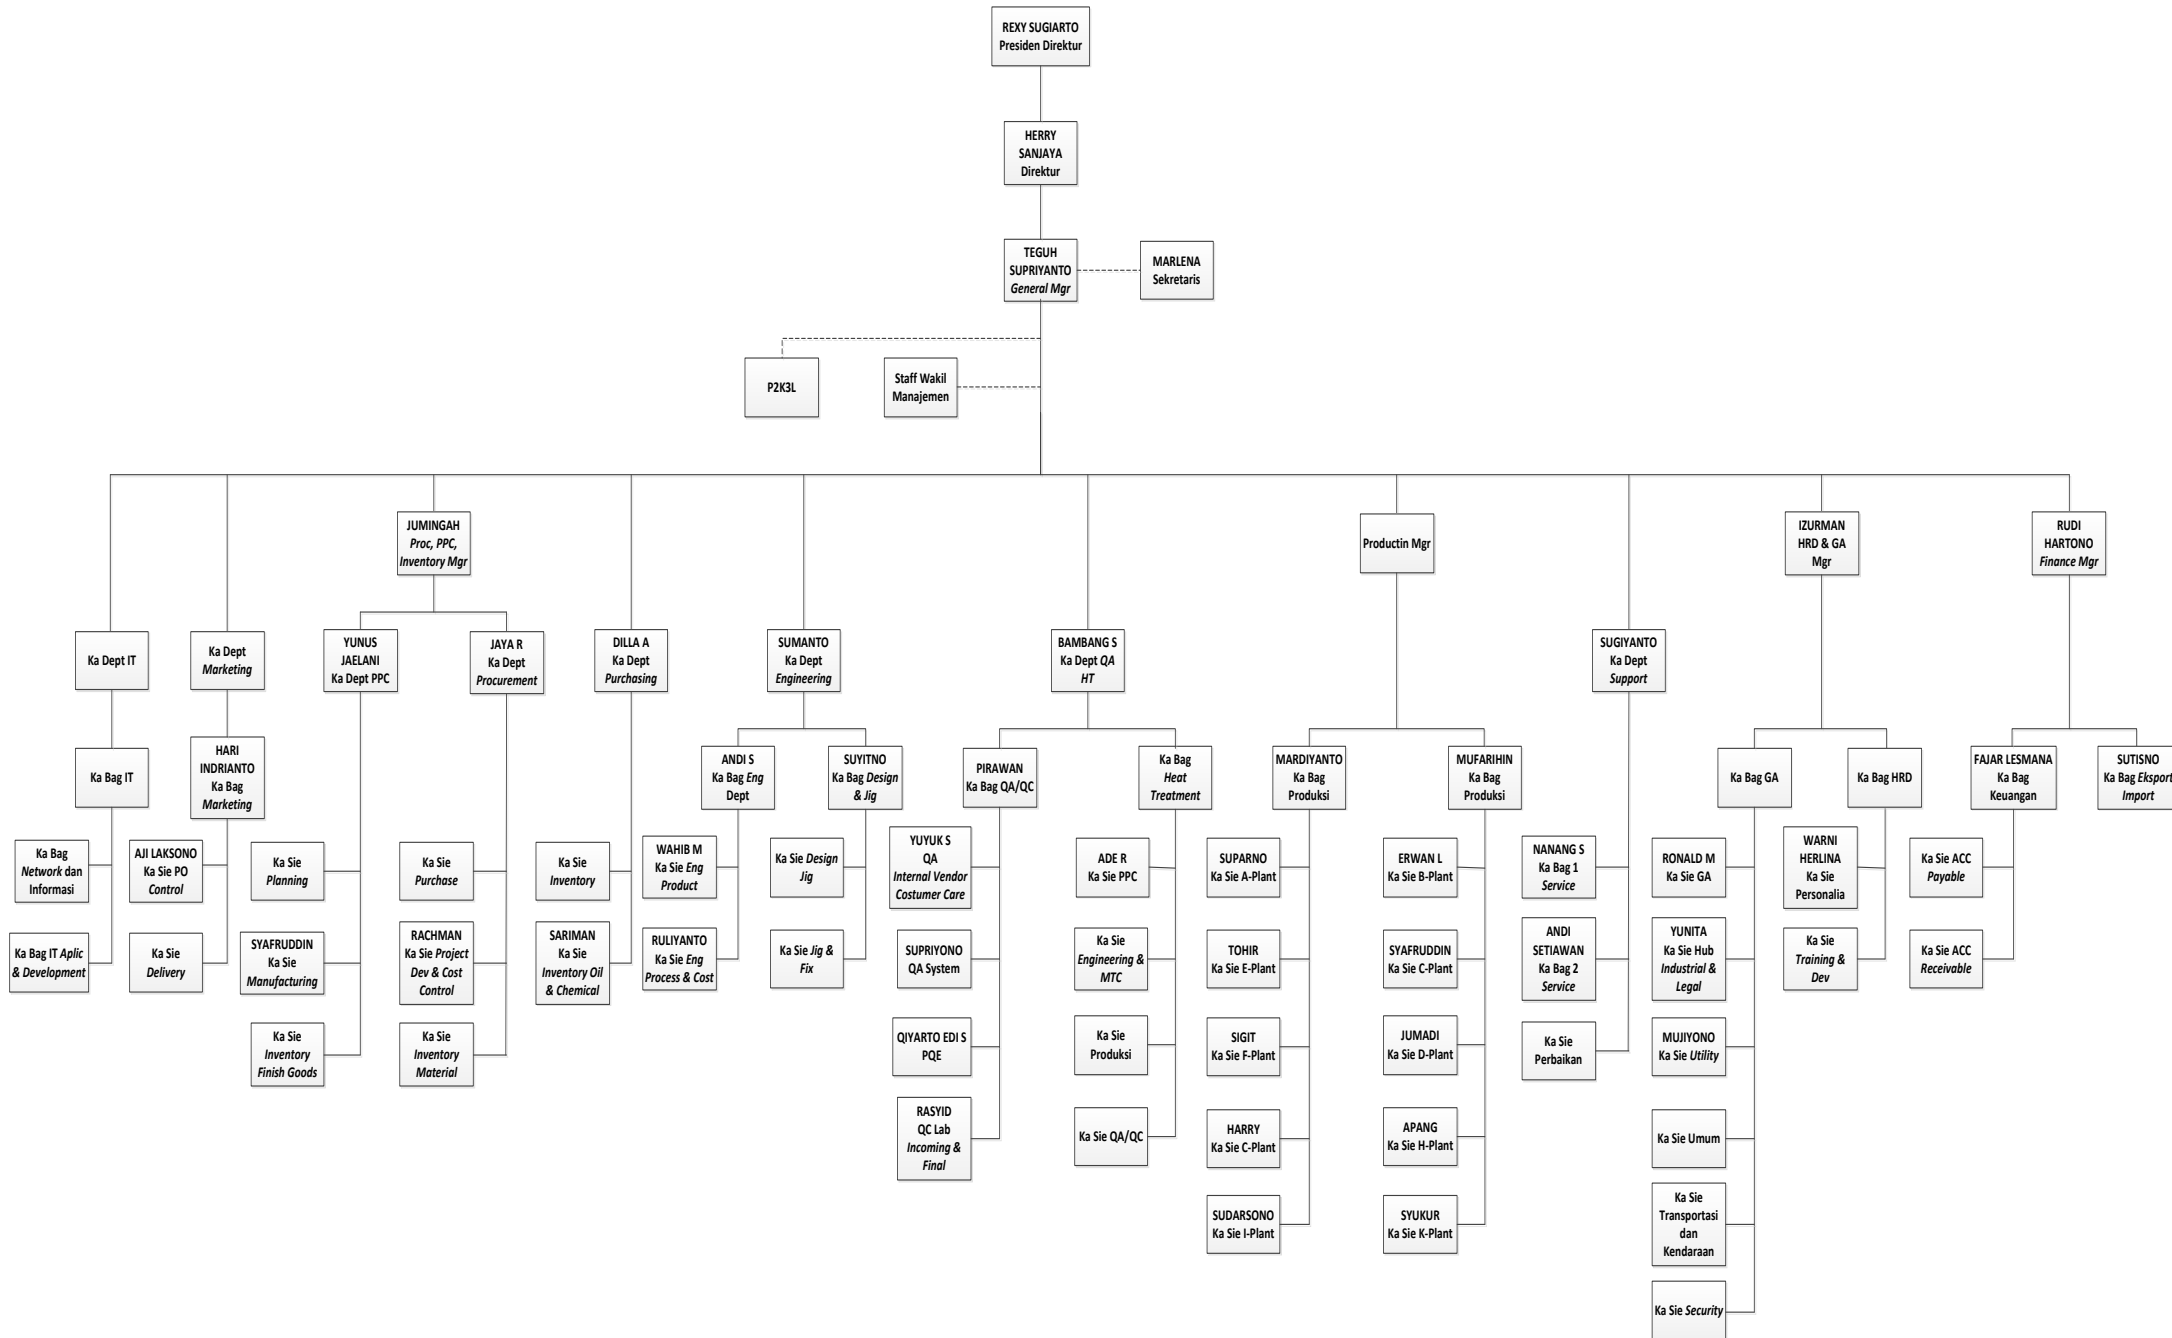 REXY SUGIARTO
Presiden Direktur
HERRY
SANJAYA
Direktur
TEGUH
SUPRIYANTO
General Mgr
MARLENA
Sekretaris
P2K3L
Staff Wakil
Manajemen
JUMINGAH
Proc, PPC,
Inventory Mgr
Productin Mgr
IZURMAN
HRD & GA
Mgr
RUDI
HARTONO
Finance Mgr
Ka Dept IT
Ka Dept
Marketing
YUNUS
JAELANI
Ka Dept PPC
JAYA R
Ka Dept
Procurement
DILLA A
Ka Dept
Purchasing
SUMANTO
Ka Dept
Engineering
BAMBANG S
Ka Dept QA
HT
SUGIYANTO
Ka Dept
Support
Ka Bag IT
HARI
INDRIANTO
Ka Bag
Marketing
ANDI S
Ka Bag Eng
Dept
SUYITNO
Ka Bag Design
& Jig
PIRAWAN
Ka Bag QA/QC
Ka Bag
Heat
Treatment
MARDIYANTO
Ka Bag
Produksi
MUFARIHIN
Ka Bag
Produksi
Ka Bag GA
Ka Bag HRD
FAJAR LESMANA
Ka Bag
Keuangan
SUTISNO
Ka Bag Eksport
Import
Ka Bag
Network dan
Informasi
AJI LAKSONO
Ka Sie PO
Control
Ka Sie
Planning
Ka Sie
Purchase
Ka Sie
Inventory
WAHIB M
Ka Sie Eng
Product
Ka Sie Design
Jig
YUYUK S
QA
Internal Vendor
Costumer Care
ADE R
Ka Sie PPC
SUPARNO
Ka Sie A-Plant
ERWAN L
Ka Sie B-Plant
NANANG S
Ka Bag 1
Service
RONALD M
Ka Sie GA
WARNI
HERLINA
Ka Sie
Personalia
Ka Sie ACC
Payable
Ka Bag IT Aplic
& Development
Ka Sie
Delivery
SYAFRUDDIN
Ka Sie
Manufacturing
RACHMAN
Ka Sie Project
Dev & Cost
Control
SARIMAN
Ka Sie
Inventory Oil
& Chemical
RULIYANTO
Ka Sie Eng
Process & Cost
Ka Sie Jig &
Fix
SUPRIYONO
QA System
Ka Sie
Engineering &
MTC
TOHIR
Ka Sie E-Plant
SYAFRUDDIN
Ka Sie C-Plant
ANDI
SETIAWAN
Ka Bag 2
Service
YUNITA
Ka Sie Hub
Industrial &
Legal
Ka Sie
Training &
Dev
Ka Sie ACC
Receivable
Ka Sie
Inventory
Finish Goods
Ka Sie
Inventory
Material
QIYARTO EDI S
PQE
Ka Sie
Produksi
SIGIT
Ka Sie F-Plant
JUMADI
Ka Sie D-Plant
Ka Sie
Perbaikan
MUJIYONO
Ka Sie Utility
RASYID
QC Lab
Incoming &
Final
Ka Sie QA/QC
HARRY
Ka Sie C-Plant
APANG
Ka Sie H-Plant
Ka Sie Umum
SUDARSONO
Ka Sie I-Plant
SYUKUR
Ka Sie K-Plant
Ka Sie
Transportasi
dan
Kendaraan
Ka Sie Security